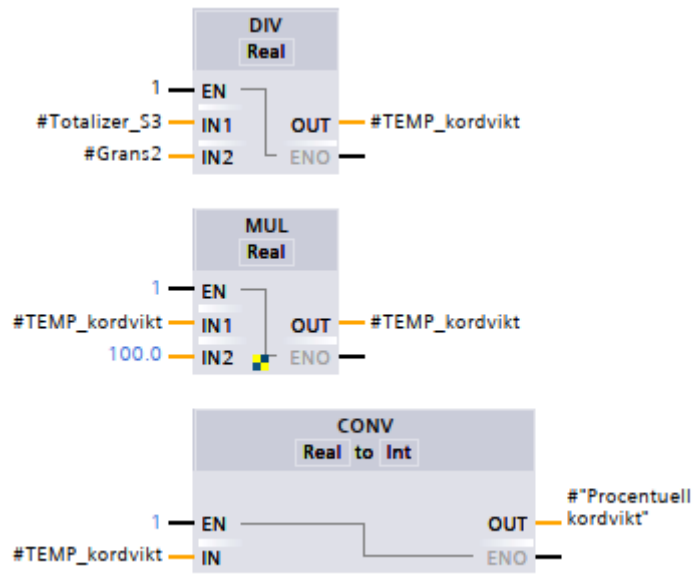 DIV
Real
1 EN
#Totalizer_S3 IN1 OUT #TEMP_kordvikt
#Grans2 IN2 ENO
MUL
Real
1 EN
#TEMP_kordvikt IN1 OUT #TEMP_kordvikt
100.0 IN2 ENO
CONV
Real to Int
#"Procentuell
1 EN OUT kordvikt"
#TEMP_kordvikt IN ENO